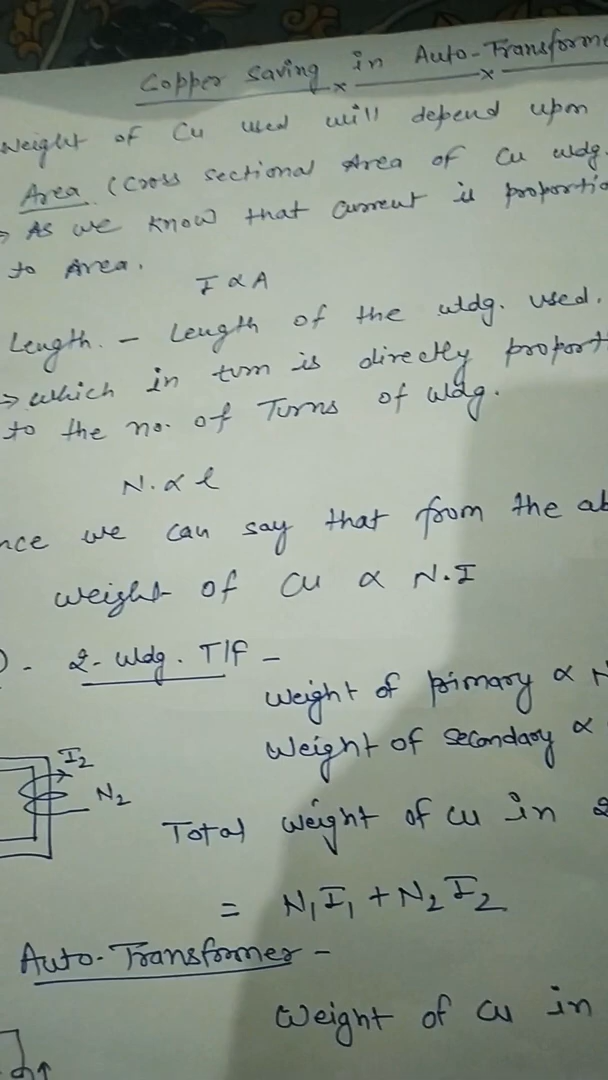 Copper Saving in Auto-Transforme
Weight of Cu used will depend upon
Area (Cross sectional Area of Cu wdg.
→ As we know that current is proportio
to Area.
I ∝ A
Length. - Length of the wdg. used.
→ which in turn is directly proport
to the no. of Turns of wdg.
N. ∝ l
nce we can say that from the ab
weight of Cu ∝ N.I
2- wdg. T/F -
Weight of primary ∝ N
Weight of secondary ∝
I2
N2
Total weight of cu in 2
= N1I1 + N2I2
Auto-Transformer -
Weight of Cu in